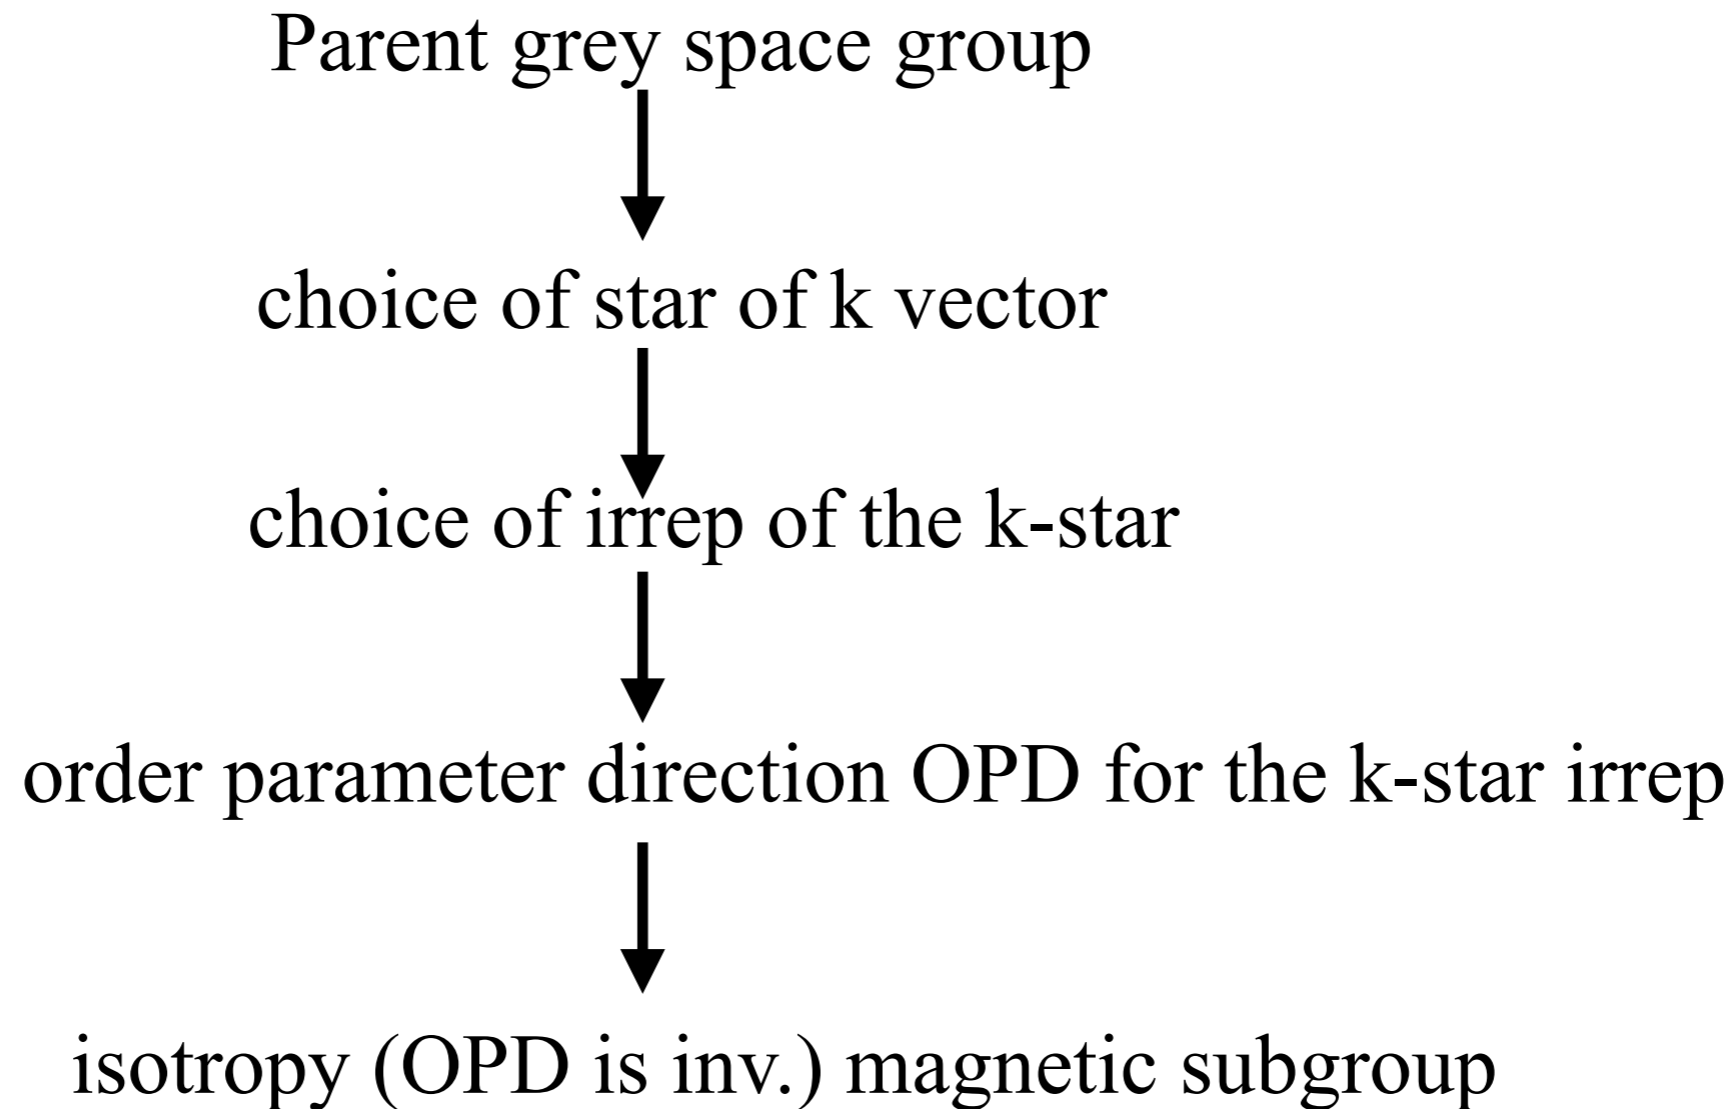 Parent grey space group
choice of star of k vector
choice of irrep of the k-star
order parameter direction OPD for the k-star irrep
isotropy (OPD is inv.) magnetic subgroup